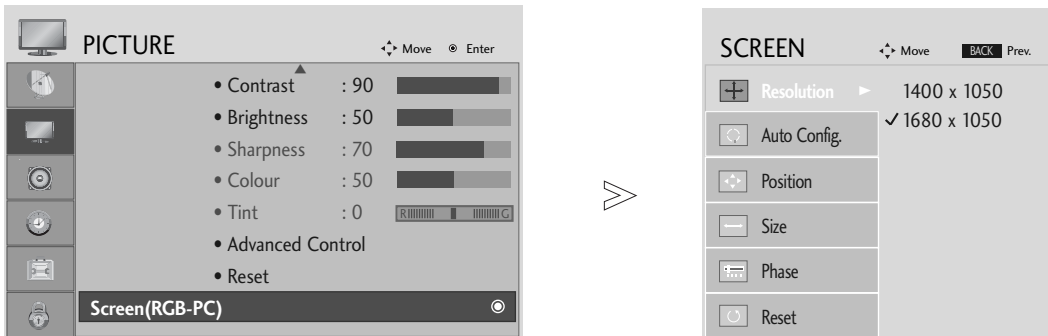 PICTURE
Move Enter
• Contrast : 90
• Brightness : 50
• Sharpness : 70
• Colour : 50
• Tint : 0 R G
• Advanced Control
• Reset
Screen(RGB-PC)
SCREEN
Move BACK Prev.
Resolution ► 1400 x 1050
✓ 1680 x 1050
Auto Config.
Position
Size
Phase
Reset